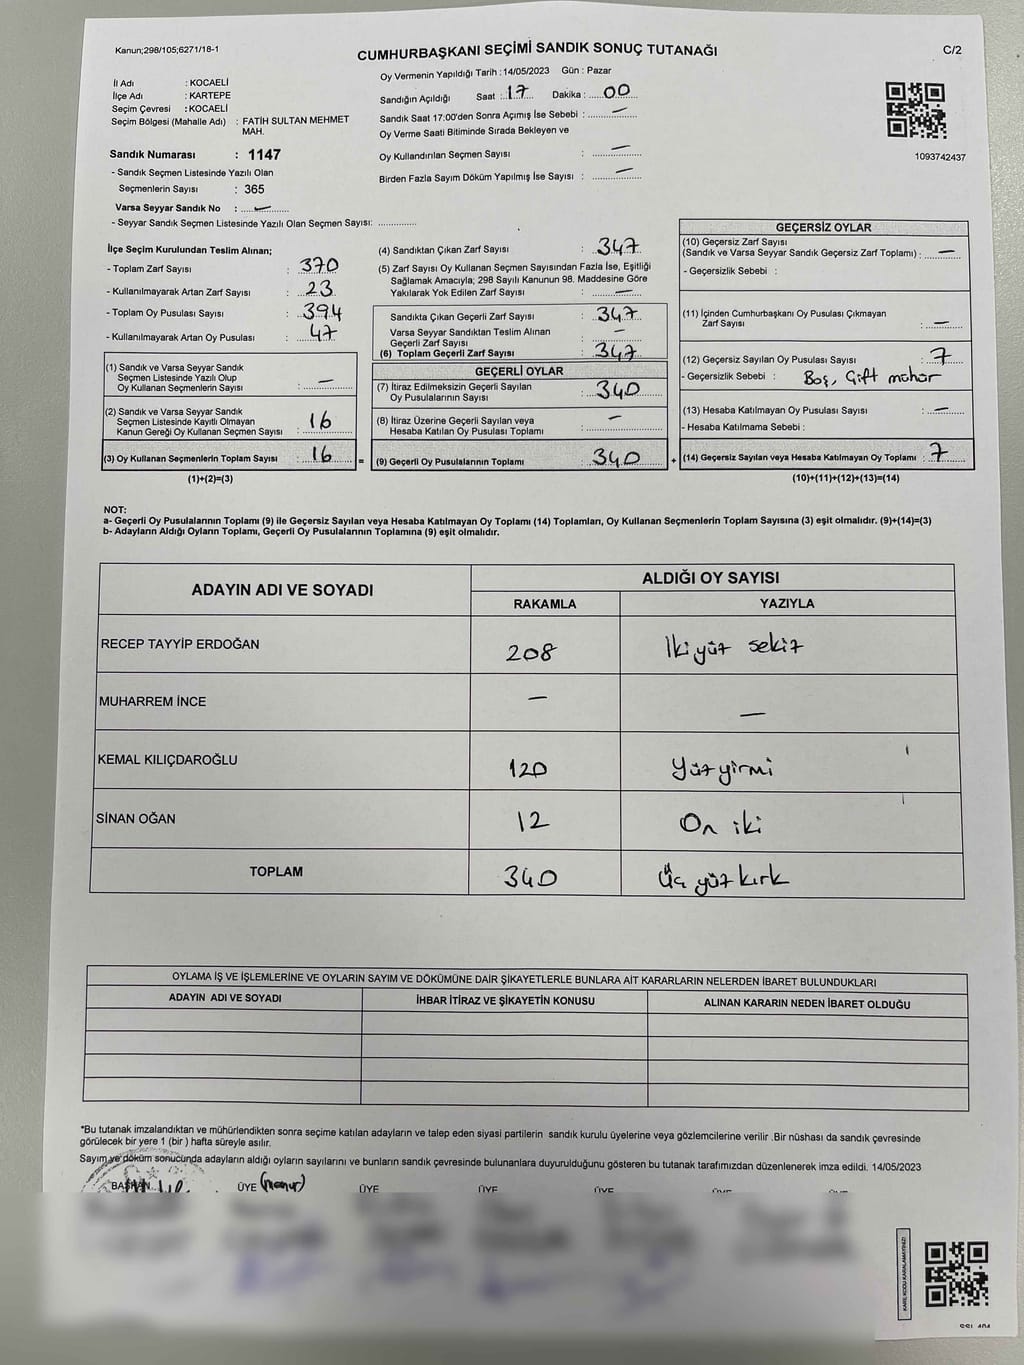 Kanun;298/105;6271/18-1
CUMHURBAŞKANI SEÇİMİ SANDIK SONUÇ TUTANAĞI
C/2
İl Adı : KOCAELİ
İlçe Adı : KARTEPE
Seçim Çevresi : KOCAELİ
Seçim Bölgesi (Mahalle Adı) : FATİH SULTAN MEHMET
MAH.
Sandık Numarası : 1147
- Sandık Seçmen Listesinde Yazılı Olan
Seçmenlerin Sayısı : 365
Varsa Seyyar Sandık No : —
- Seyyar Sandık Seçmen Listesinde Yazılı Olan Seçmen Sayısı:
Oy Vermenin Yapıldığı Tarih : 14/05/2023 Gün : Pazar
Sandığın Açıldığı Saat : 17 Dakika : 00
Sandık Saat 17:00'den Sonra Açımış İse Sebebi : —
Oy Verme Saati Bitiminde Sırada Bekleyen ve
Oy Kullandırılan Seçmen Sayısı : —
Birden Fazla Sayım Döküm Yapılmış İse Sayısı : —
1093742437
İlçe Seçim Kurulundan Teslim Alınan;
- Toplam Zarf Sayısı : 370
- Kullanılmayarak Artan Zarf Sayısı : 23
- Toplam Oy Pusulası Sayısı : 394
- Kullanılmayarak Artan Oy Pusulası : 47
(1) Sandık ve Varsa Seyyar Sandık
Seçmen Listesinde Yazılı Olup
Oy Kullanan Seçmenlerin Sayısı : —
(2) Sandık ve Varsa Seyyar Sandık
Seçmen Listesinde Kayıtlı Olmayan
Kanun Gereği Oy Kullanan Seçmen Sayısı : 16
(3) Oy Kullanan Seçmenlerin Toplam Sayısı : 16
(1)+(2)=(3)
(4) Sandıktan Çıkan Zarf Sayısı : 347
(5) Zarf Sayısı Oy Kullanan Seçmen Sayısından Fazla İse, Eşitliği
Sağlamak Amacıyla; 298 Sayılı Kanunun 98. Maddesine Göre
Yakılarak Yok Edilen Zarf Sayısı : —
Sandıkta Çıkan Geçerli Zarf Sayısı : 347
Varsa Seyyar Sandıktan Teslim Alınan
Geçerli Zarf Sayısı : —
(6) Toplam Geçerli Zarf Sayısı : 347
GEÇERLİ OYLAR
(7) İtiraz Edilmeksizin Geçerli Sayılan
Oy Pusulalarının Sayısı : 340
(8) İtiraz Üzerine Geçerli Sayılan veya
Hesaba Katılan Oy Pusulası Toplamı : —
= (9) Geçerli Oy Pusulalarının Toplamı : 340
GEÇERSİZ OYLAR
(10) Geçersiz Zarf Sayısı
(Sandık ve Varsa Seyyar Sandık Geçersiz Zarf Toplamı) : —
- Geçersizlik Sebebi :
(11) İçinden Cumhurbaşkanı Oy Pusulası Çıkmayan
Zarf Sayısı : —
(12) Geçersiz Sayılan Oy Pusulası Sayısı : 7
- Geçersizlik Sebebi : Boş, Çift mühür
(13) Hesaba Katılmayan Oy Pusulası Sayısı : —
- Hesaba Katılmama Sebebi :
+ (14) Geçersiz Sayılan veya Hesaba Katılmayan Oy Toplamı : 7
(10)+(11)+(12)+(13)=(14)
NOT:
a- Geçerli Oy Pusulalarının Toplamı (9) ile Geçersiz Sayılan veya Hesaba Katılmayan Oy Toplamı (14) Toplamları, Oy Kullanan Seçmenlerin Toplam Sayısına (3) eşit olmalıdır. (9)+(14)=(3)
b- Adayların Aldığı Oyların Toplamı, Geçerli Oy Pusulalarının Toplamına (9) eşit olmalıdır.
ADAYIN ADI VE SOYADI
ALDIĞI OY SAYISI
RAKAMLA YAZIYLA
RECEP TAYYİP ERDOĞAN 208 İki yüz sekiz
MUHARREM İNCE — —
KEMAL KILIÇDAROĞLU 120 Yüz yirmi
SİNAN OĞAN 12 On iki
TOPLAM 340 Üç yüz kırk
OYLAMA İŞ VE İŞLEMLERİNE VE OYLARIN SAYIM VE DÖKÜMÜNE DAİR ŞİKAYETLERLE BUNLARA AİT KARARLARIN NELERDEN İBARET BULUNDUKLARI
ADAYIN ADI VE SOYADI İHBAR İTİRAZ VE ŞİKAYETİN KONUSU ALINAN KARARIN NEDEN İBARET OLDUĞU
*Bu tutanak imzalandıktan ve mühürlendikten sonra seçime katılan adayların ve talep eden siyasi partilerin sandık kurulu üyelerine veya gözlemcilerine verilir .Bir nüshası da sandık çevresinde
görülecek bir yere 1 (bir ) hafta süreyle asılır.
Sayım ve döküm sonucunda adayların aldığı oyların sayılarını ve bunların sandık çevresinde bulunanlara duyurulduğunu gösteren bu tutanak tarafımızdan düzenlenerek imza edildi. 14/05/2023
BAŞKAN ÜYE (memur) ÜYE ÜYE ÜYE
KARE KODU KARALAMAYINIZ!